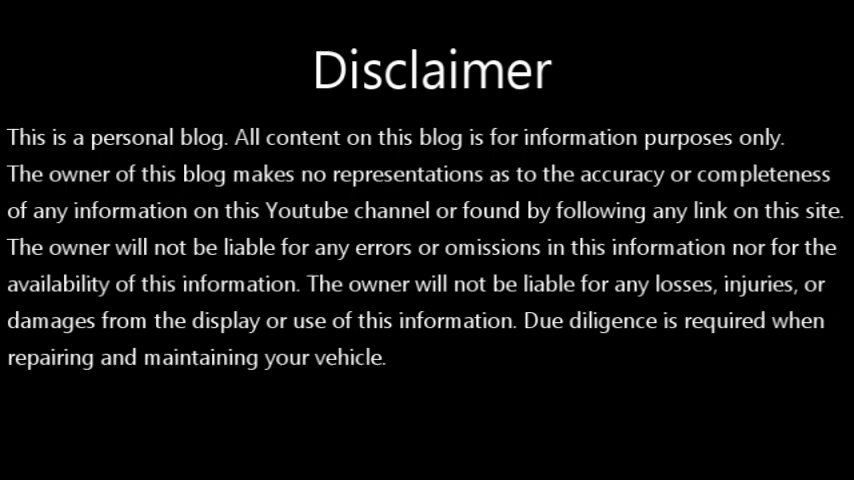 Disclaimer
This is a personal blog. All content on this blog is for information purposes only.
The owner of this blog makes no representations as to the accuracy or completeness
of any information on this Youtube channel or found by following any link on this site.
The owner will not be liable for any errors or omissions in this information nor for the
availability of this information. The owner will not be liable for any losses, injuries, or
damages from the display or use of this information. Due diligence is required when
repairing and maintaining your vehicle.